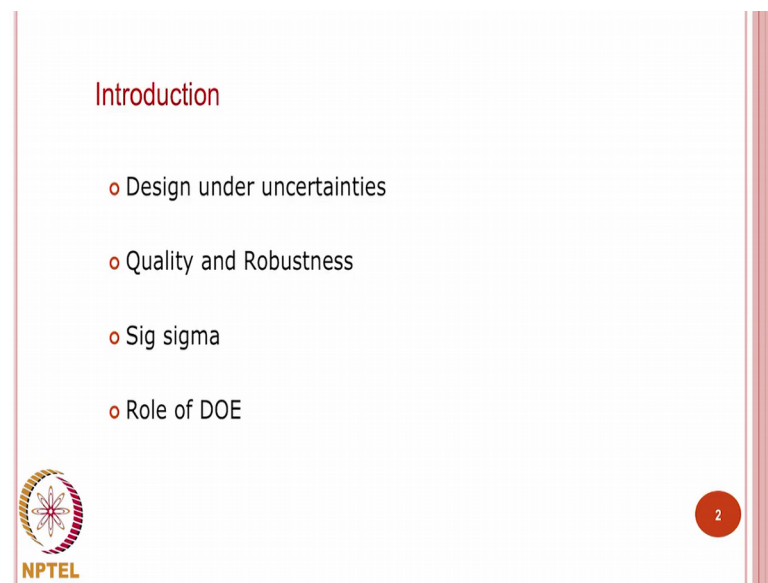 Introduction
Design under uncertainties
Quality and Robustness
Sig sigma
Role of DOE
2
NPTEL